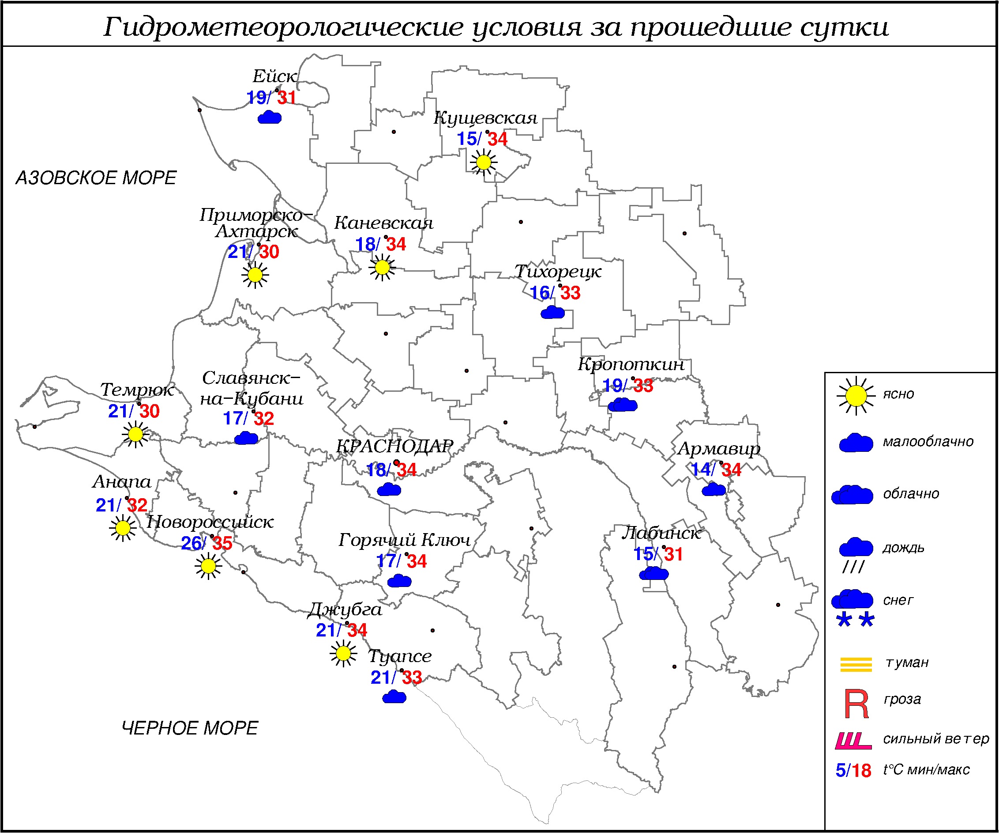 Гидрометеорологические условия за прошедшие сутки
Ейск
19/31
Кущевская
15/34
АЗОВСКОЕ МОРЕ
Приморско-
Ахтарск
21/30
Каневская
18/34
Тихорецк
16/33
Кропоткин
19/33
Темрюк
21/30
Славянск-
на-Кубани
17/32
КРАСНОДАР
18/34
Армавир
14/34
Анапа
21/32
Новороссийск
26/35
Горячий Ключ
17/34
Лабинск
15/31
Джубга
21/34
Туапсе
21/33
ЧЕРНОЕ МОРЕ
ясно
малооблачно
облачно
дождь
снег
туман
R гроза
сильный ветер
5/18 t°C мин/макс